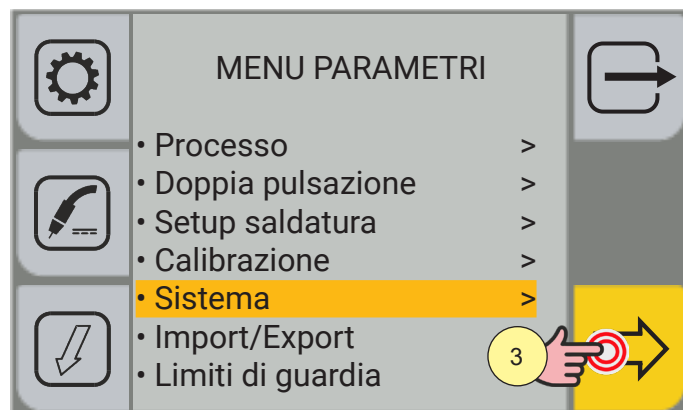 MENU PARAMETRI
• Processo >
• Doppia pulsazione >
• Setup saldatura >
• Calibrazione >
• Sistema >
• Import/Export
• Limiti di guardia
3